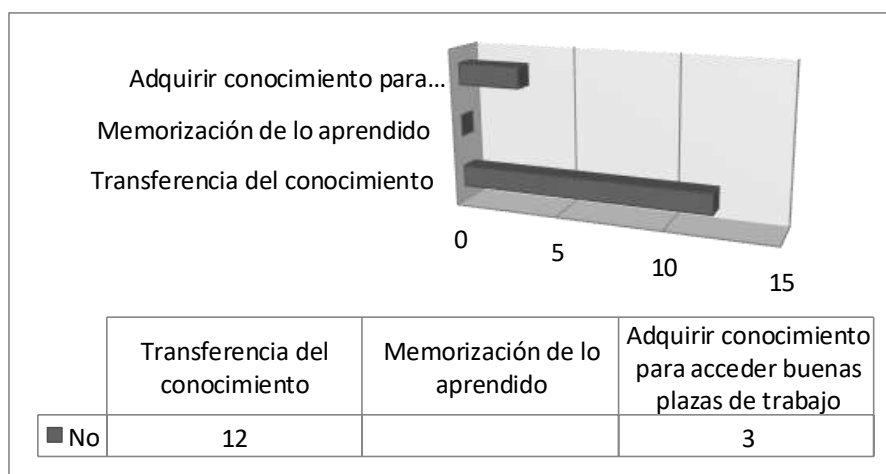 Adquirir conocimiento para...
Memorización de lo aprendido
Transferencia del conocimiento
0
5
10
15
Transferencia del
conocimiento
Memorización de lo
aprendido
Adquirir conocimiento
para acceder buenas
plazas de trabajo
No 12 3